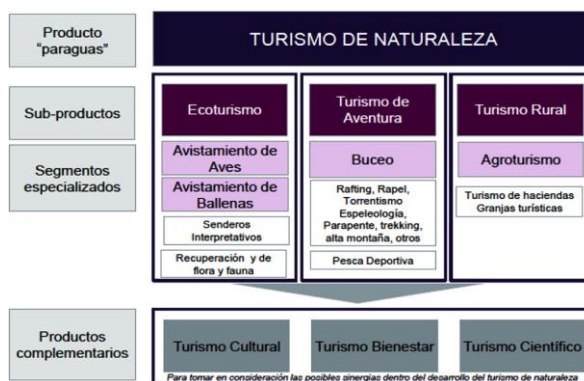 Producto
"paraguas"
TURISMO DE NATURALEZA
Sub-productos
Ecoturismo
Turismo de
Aventura
Turismo Rural
Segmentos
especializados
Avistamiento de
Aves
Avistamiento de
Ballenas
Senderos
Interpretativos
Recuperación y de
flora y fauna
Buceo
Rafting, Rapel,
Torrentismo
Espeleología,
Parapente, trekking,
alta montaña, otros
Pesca Deportiva
Agroturismo
Turismo de haciendas
Granjas turísticas
Productos
complementarios
Turismo Cultural
Turismo Bienestar
Turismo Científico
Para tomar en consideración las posibles sinergias dentro del desarrollo del turismo de naturaleza